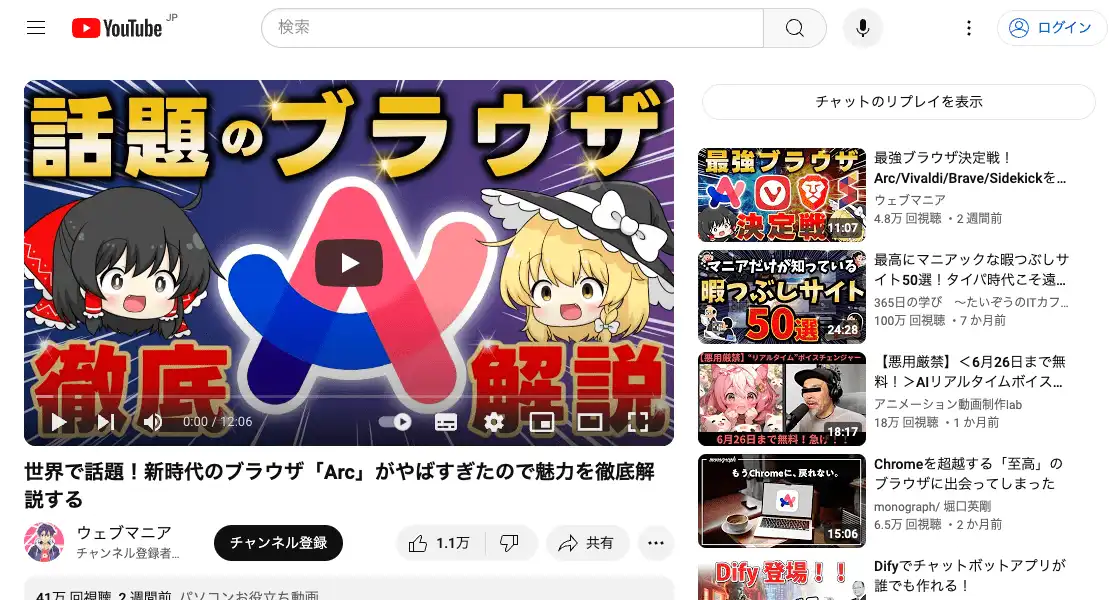 YouTube JP
検索
ログイン
話題のブラウザ
徹底解説
0:00 / 12:06
世界で話題！新時代のブラウザ「Arc」がやばすぎたので魅力を徹底解
説する
ウェブマニア
チャンネル登録者...
チャンネル登録
1.1万
共有
41万 回視聴 2 週間前 パソコンお役立ち動画
チャットのリプレイを表示
最強ブラウザ
決定戦
11:07
最強ブラウザ決定戦！
Arc/Vivaldi/Brave/Sidekickを...
ウェブマニア
4.8万 回視聴 ・2 週間前
マニアだけが知っている
暇つぶしサイト
50選
24:28
最高にマニアックな暇つぶしサ
イト50選！タイパ時代こそ遠...
365日の学び　〜たいぞうのITカフ...
100万 回視聴 ・7 か月前
【悪用厳禁】"リアルタイム"ボイスチェンジャー
6月26日まで無料！急げ！！
18:17
【悪用厳禁】＜6月26日まで無
料！＞AIリアルタイムボイス...
アニメーション動画制作lab
18万 回視聴 ・1 か月前
monograph
もうChromeに、戻れない。
15:06
Chromeを超越する「至高」の
ブラウザに出会ってしまった
monograph/ 堀口英剛
6.5万 回視聴 ・2 か月前
Dify 登場！！
Difyでチャットボットアプリが
誰でも作れる！